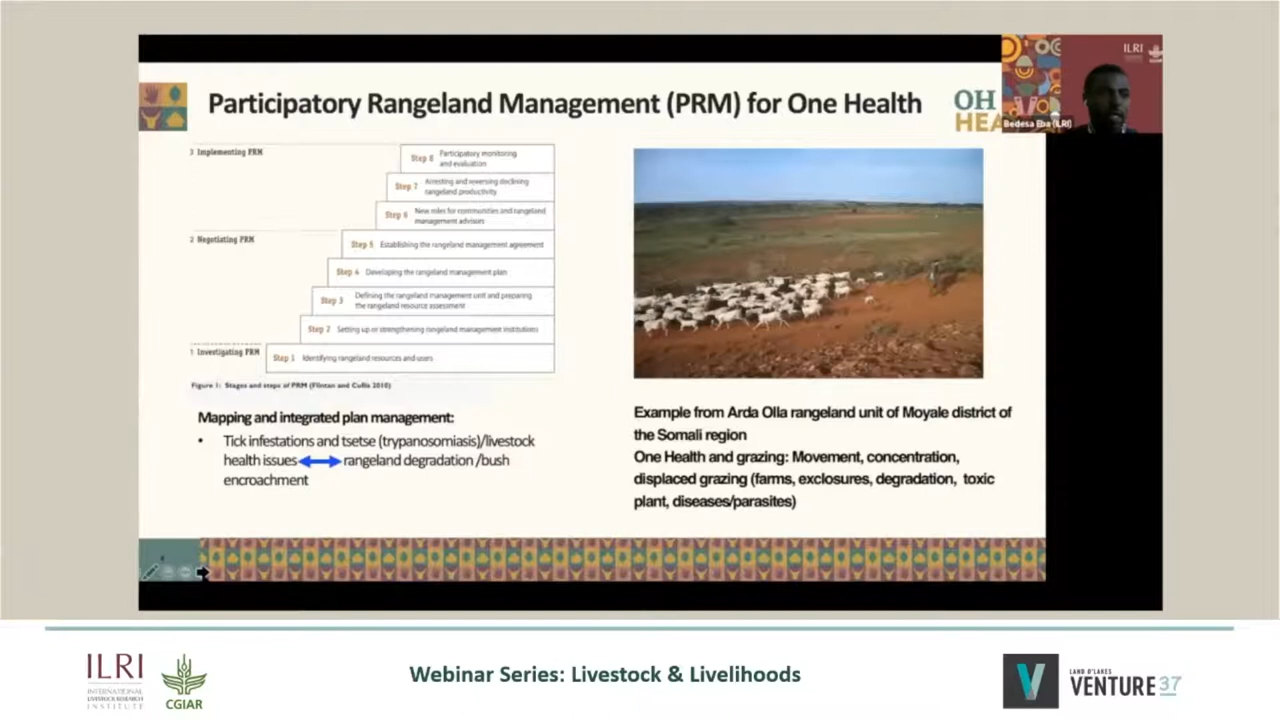 Participatory Rangeland Management (PRM) for One Health
OH
HEA
ILRI
Bedesa Eba (ILRI)
3 Implementing PRM
Step 8 Participatory monitoring
and evaluation
Step 7 Arresting and reversing declining
rangeland productivity
Step 6 New roles for communities and rangeland
management advisors
2 Negotiating PRM
Step 5 Establishing the rangeland management agreement
Step 4 Developing the rangeland management plan
Step 3 Defining the rangeland management unit and preparing
the rangeland resource assessment
Step 2 Setting up or strengthening rangeland management institutions
1 Investigating PRM
Step 1 Identifying rangeland resources and users
Figure 1: Stages and steps of PRM (Flintan and Cullis 2010)
Mapping and integrated plan management:
• Tick infestations and tsetse (trypanosomiasis)/livestock
health issues rangeland degradation /bush
encroachment
Example from Arda Olla rangeland unit of Moyale district of
the Somali region
One Health and grazing: Movement, concentration,
displaced grazing (farms, exclosures, degradation, toxic
plant, diseases/parasites)
ILRI
INTERNATIONAL
LIVESTOCK RESEARCH
INSTITUTE
CGIAR
Webinar Series: Livestock & Livelihoods
LAND O'LAKES
VENTURE 37